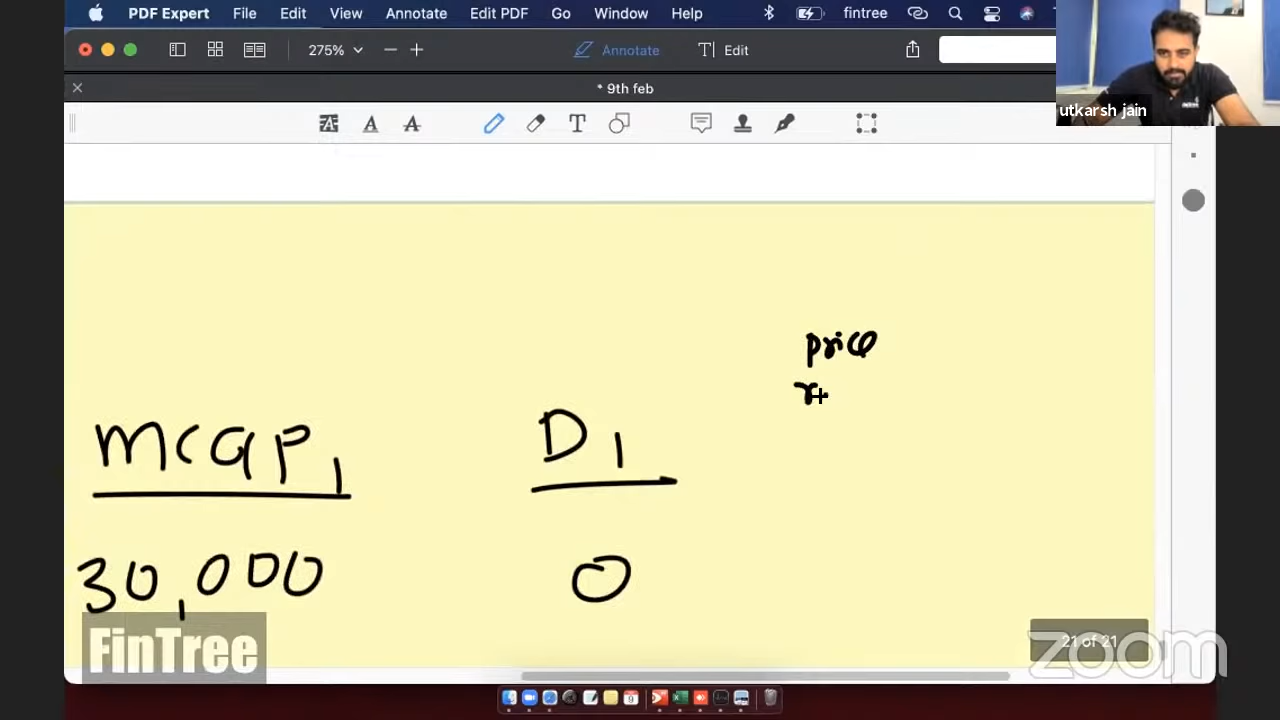 PDF Expert File Edit View Annotate Edit PDF Go Window Help fintree
275% Annotate T Edit
* 9th feb
A A A T
utkarsh jain
price
r
mcap1 D1
30,000 0
FinTree
21 of 21
zoom